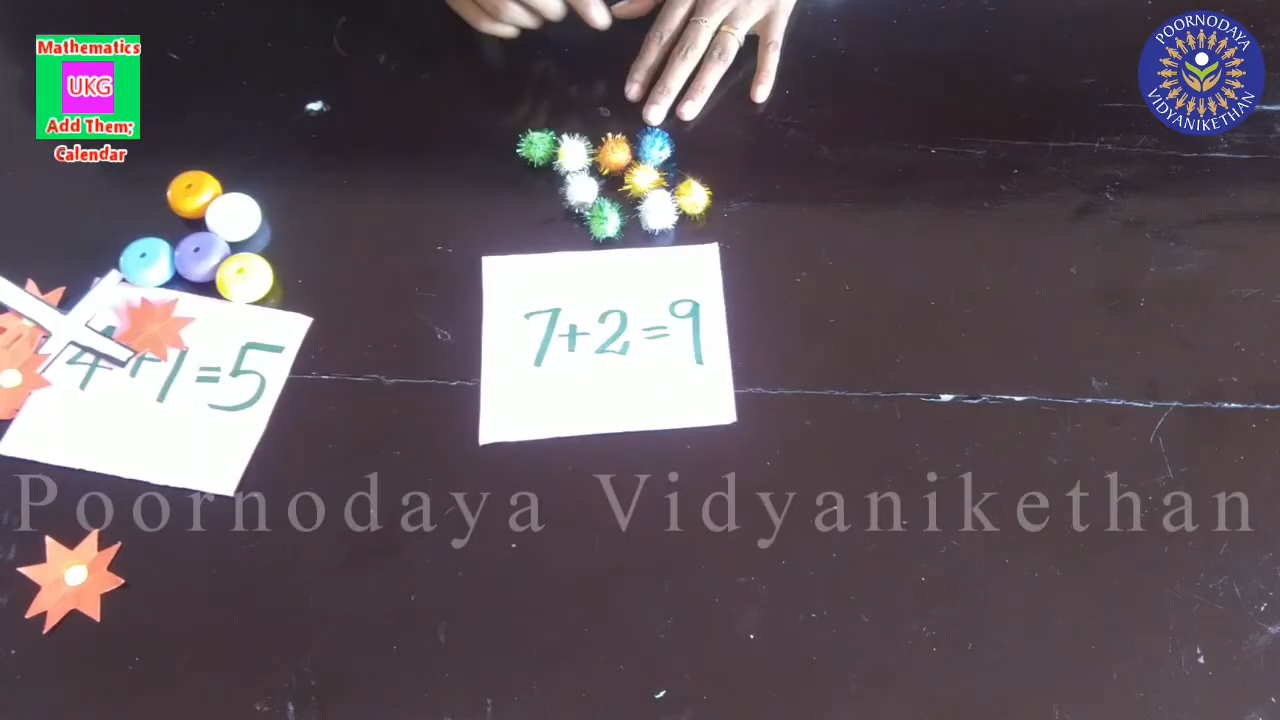 Mathematics
UKG
Add Them;
Calendar
POORNODAYA
VIDYANIKETHAN
7+2=9
4+1=5
Poornodaya Vidyanikethan